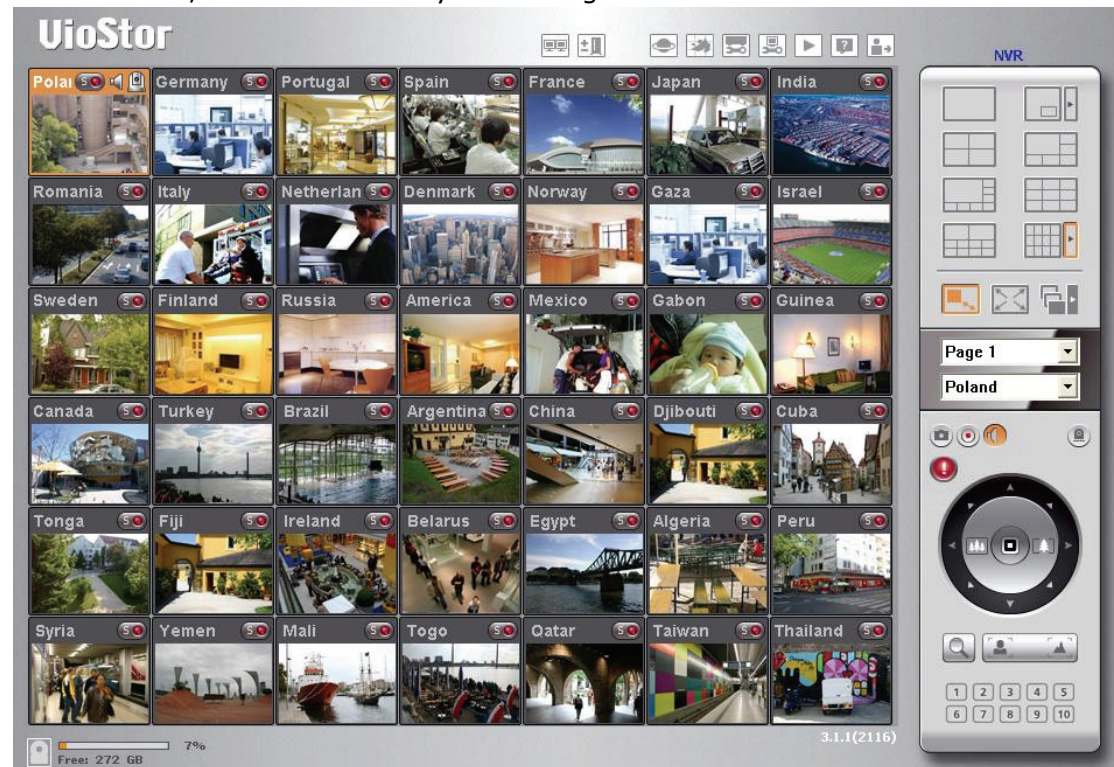 VioStor
NVR
Polan
Germany
Portugal
Spain
France
Japan
India
Romania
Italy
Netherlan
Denmark
Norway
Gaza
Israel
Sweden
Finland
Russia
America
Mexico
Gabon
Guinea
Canada
Turkey
Brazil
Argentina
China
Djibouti
Cuba
Tonga
Fiji
Ireland
Belarus
Egypt
Algeria
Peru
Syria
Yemen
Mali
Togo
Qatar
Taiwan
Thailand
Page 1
Poland
1 2 3 4 5
6 7 8 9 10
7%
Free: 272 GB
3.1.1(2116)